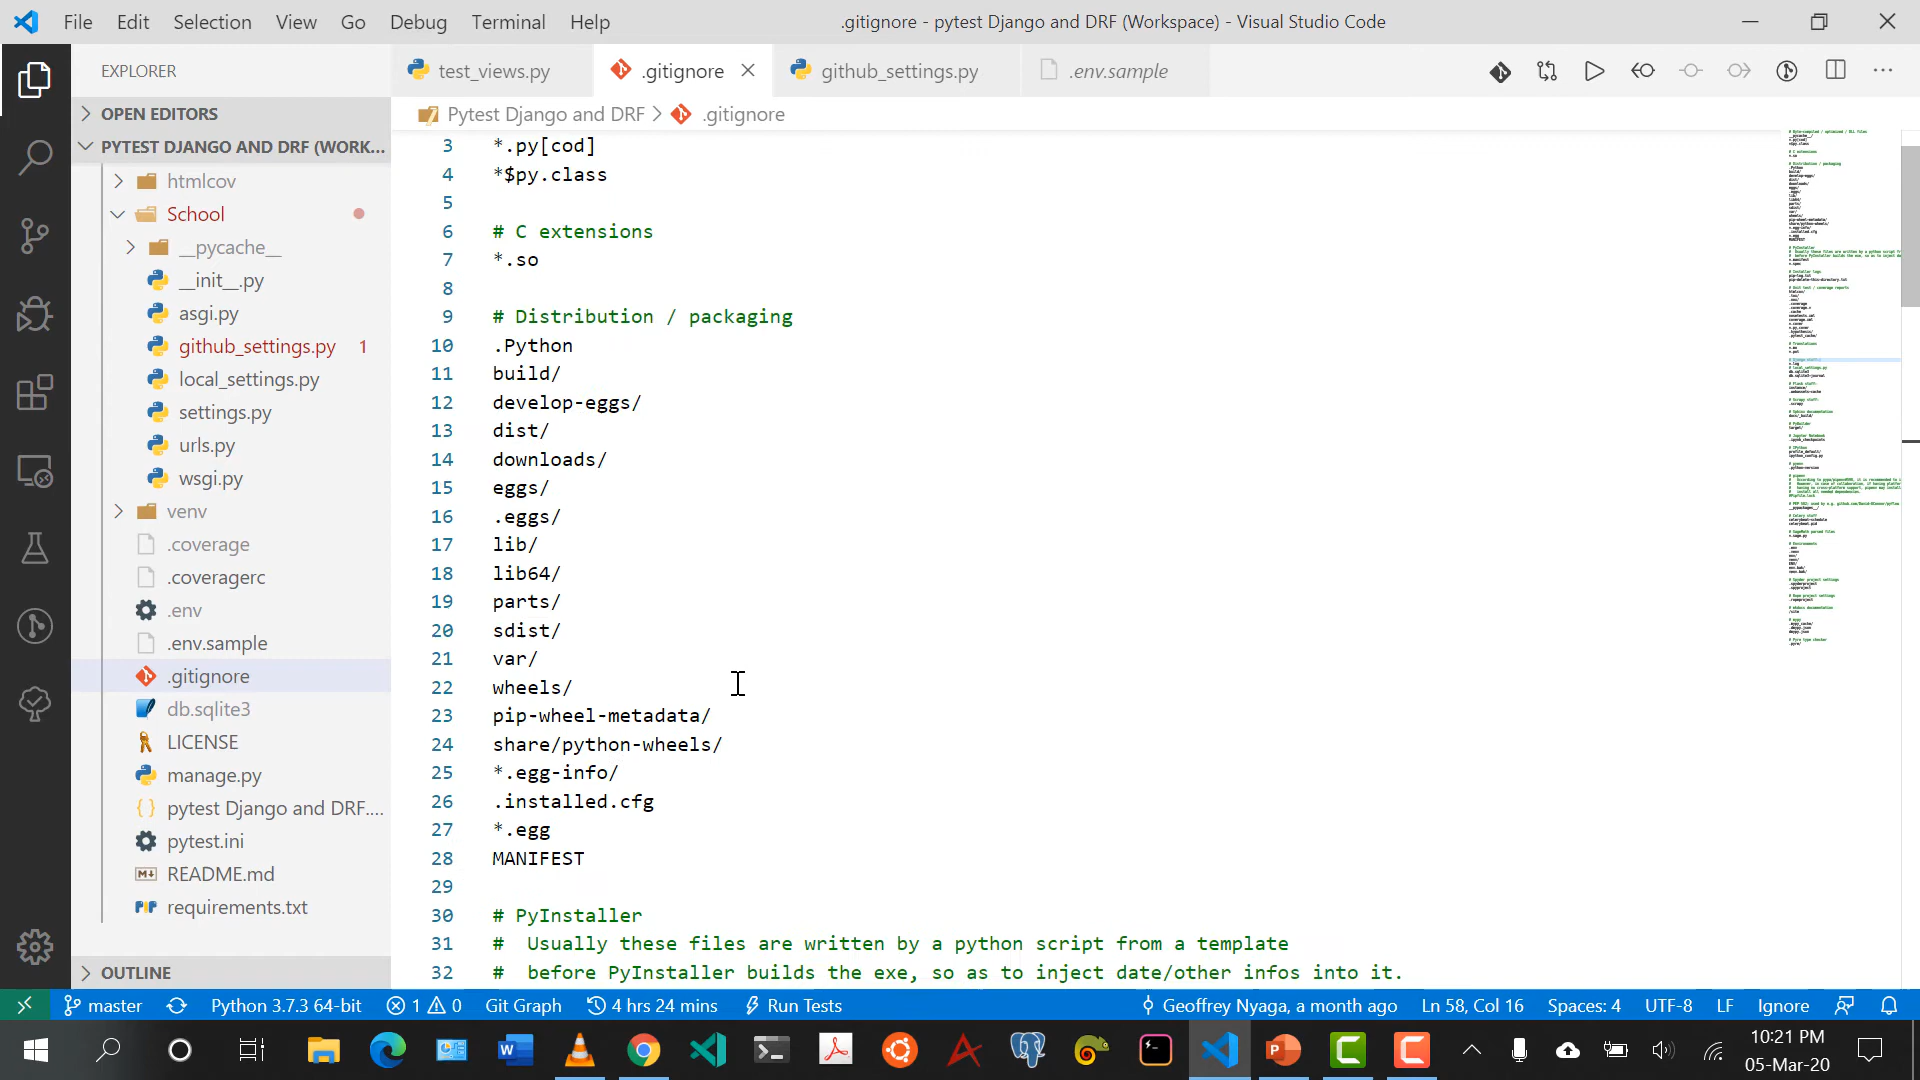 File Edit Selection View Go Debug Terminal Help
.gitignore - pytest Django and DRF (Workspace) - Visual Studio Code
EXPLORER
OPEN EDITORS
PYTEST DJANGO AND DRF (WORK...
htmlcov
School
__pycache__
__init__.py
asgi.py
github_settings.py 1
local_settings.py
settings.py
urls.py
wsgi.py
venv
.coverage
.coveragerc
.env
.env.sample
.gitignore
db.sqlite3
LICENSE
manage.py
pytest Django and DRF....
pytest.ini
README.md
requirements.txt
OUTLINE
test_views.py .gitignore github_settings.py .env.sample
Pytest Django and DRF > .gitignore
3 *.py[cod]
4 *$py.class
5
6 # C extensions
7 *.so
8
9 # Distribution / packaging
10 .Python
11 build/
12 develop-eggs/
13 dist/
14 downloads/
15 eggs/
16 .eggs/
17 lib/
18 lib64/
19 parts/
20 sdist/
21 var/
22 wheels/
23 pip-wheel-metadata/
24 share/python-wheels/
25 *.egg-info/
26 .installed.cfg
27 *.egg
28 MANIFEST
29
30 # PyInstaller
31 #  Usually these files are written by a python script from a template
32 #  before PyInstaller builds the exe, so as to inject date/other infos into it.
master Python 3.7.3 64-bit 1 0 Git Graph 4 hrs 24 mins Run Tests Geoffrey Nyaga, a month ago Ln 58, Col 16 Spaces: 4 UTF-8 LF Ignore
10:21 PM
05-Mar-20